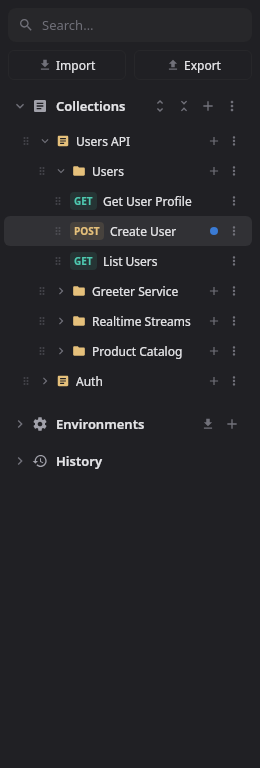 Search...
Import Export
Collections
Users API
Users
GET Get User Profile
POST Create User
GET List Users
Greeter Service
Realtime Streams
Product Catalog
Auth
Environments
History